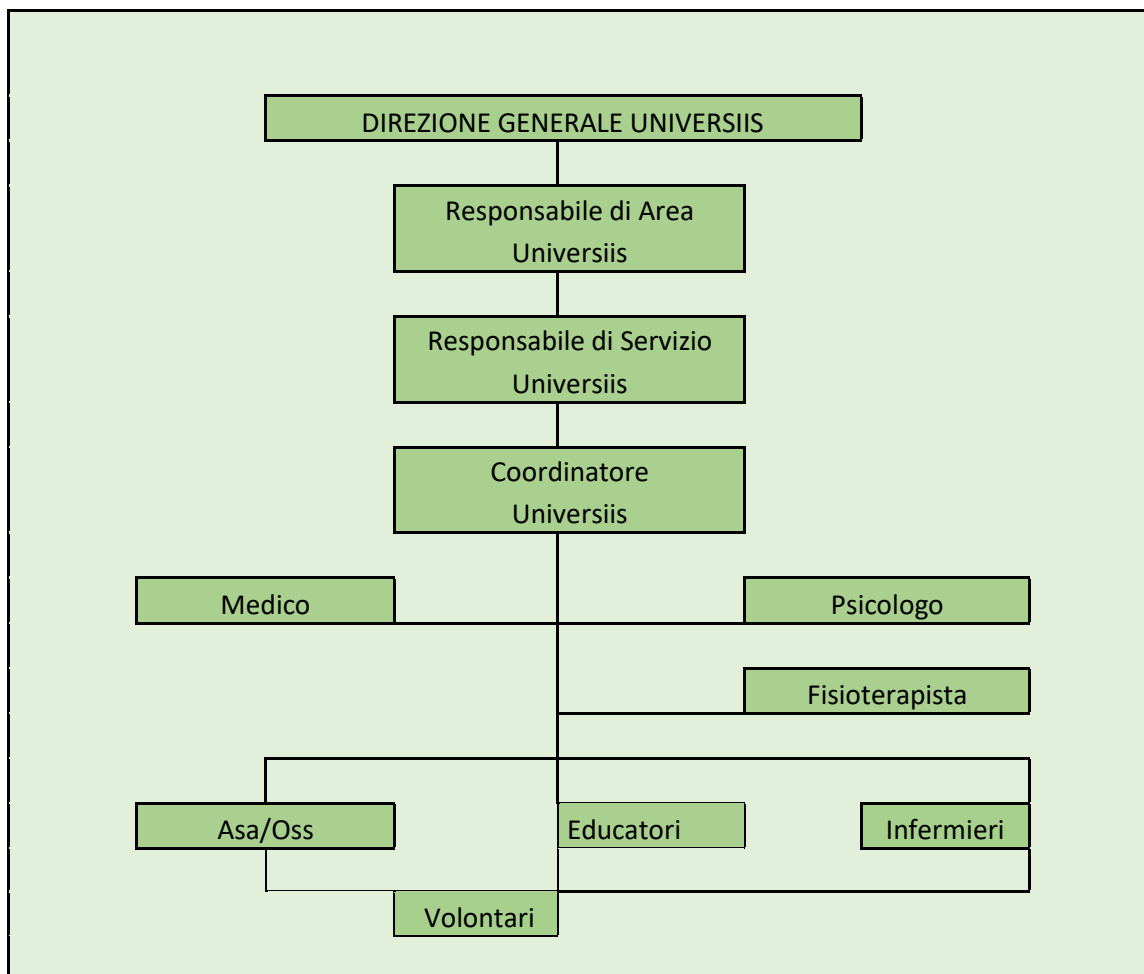 DIREZIONE GENERALE UNIVERSIIS
Responsabile di Area
Universiis
Responsabile di Servizio
Universiis
Coordinatore
Universiis
Medico
Psicologo
Fisioterapista
Asa/Oss
Educatori
Infermieri
Volontari